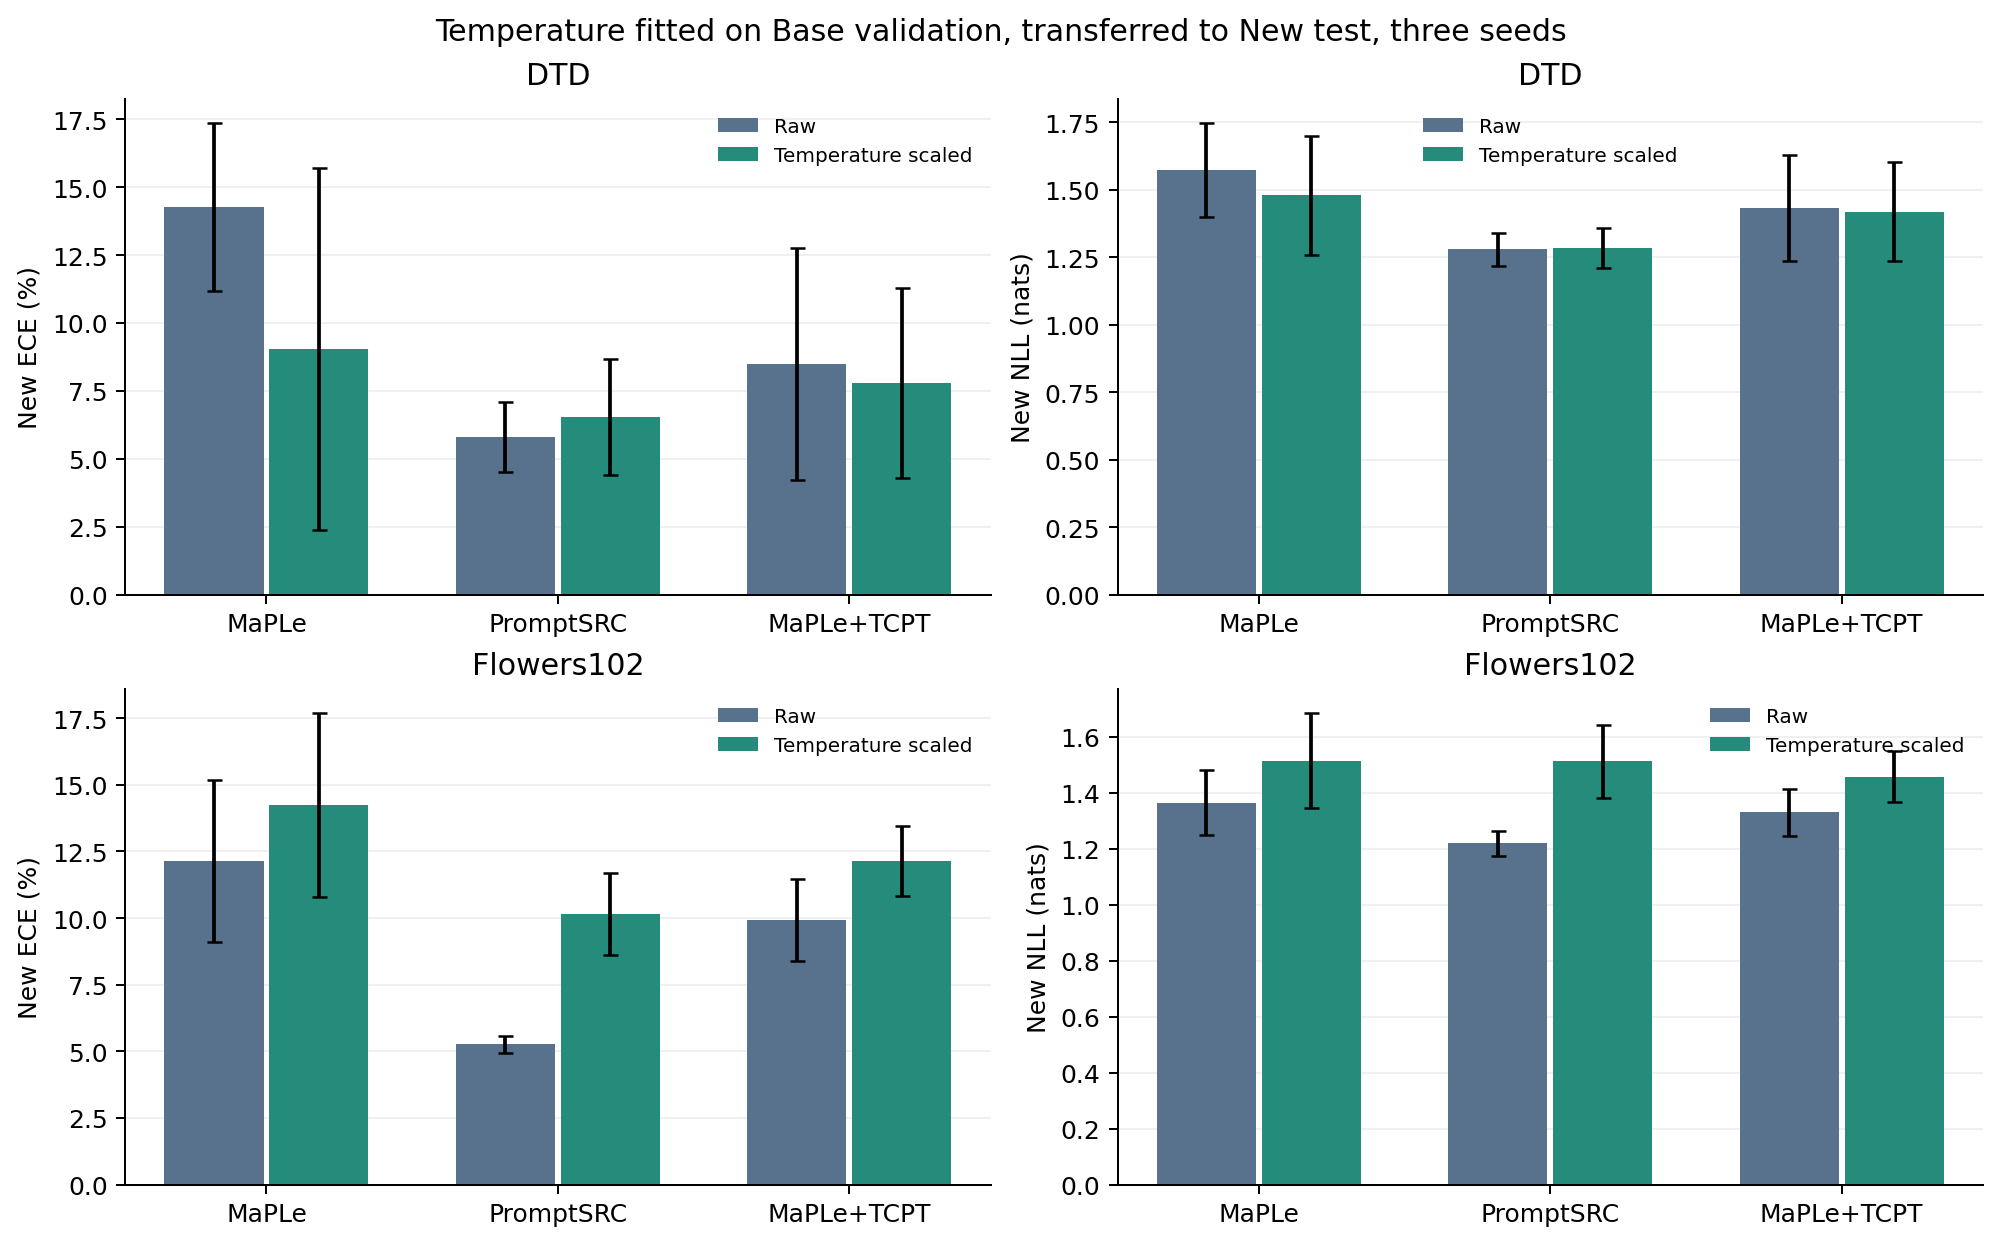 Temperature fitted on Base validation, transferred to New test, three seeds
DTD
New ECE (%)
17.5
15.0
12.5
10.0
7.5
5.0
2.5
0.0
Raw
Temperature scaled
MaPLe PromptSRC MaPLe+TCPT
DTD
New NLL (nats)
1.75
1.50
1.25
1.00
0.75
0.50
0.25
0.00
Raw
Temperature scaled
MaPLe PromptSRC MaPLe+TCPT
Flowers102
New ECE (%)
17.5
15.0
12.5
10.0
7.5
5.0
2.5
0.0
Raw
Temperature scaled
MaPLe PromptSRC MaPLe+TCPT
Flowers102
New NLL (nats)
1.6
1.4
1.2
1.0
0.8
0.6
0.4
0.2
0.0
Raw
Temperature scaled
MaPLe PromptSRC MaPLe+TCPT